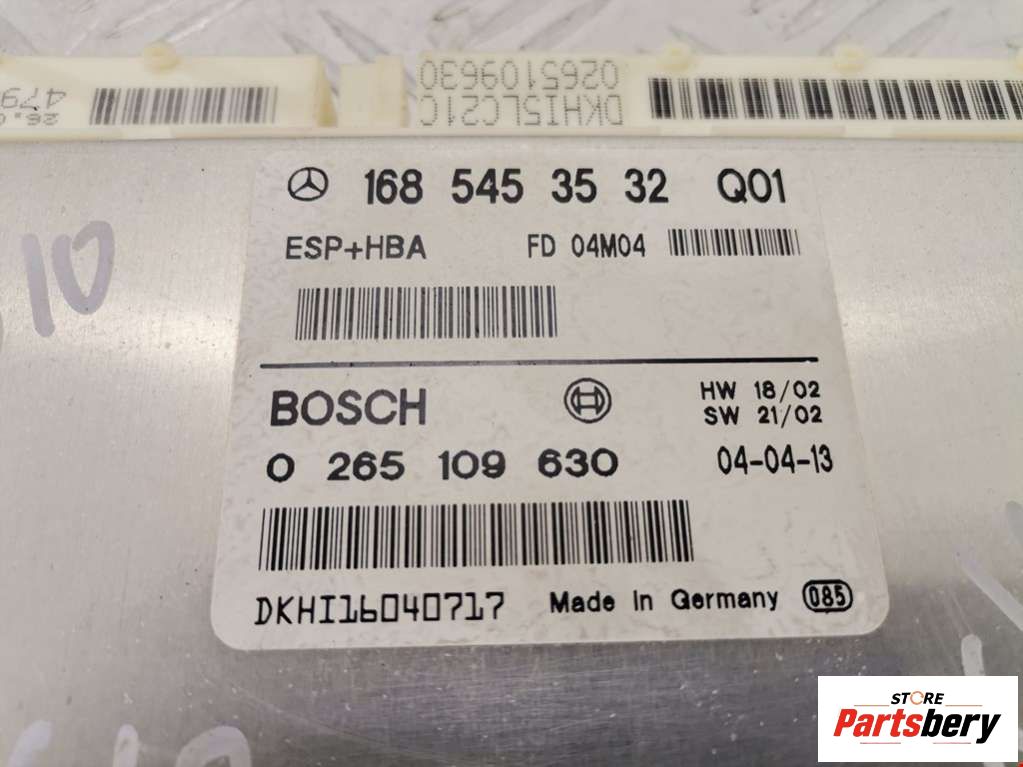 DKHI5LC21C
0265109630
168 545 35 32 Q01
ESP+HBA FD 04M04
10
BOSCH
HW 18/02
SW 21/02
0 265 109 630 04-04-13
DKHI16040717 Made in Germany 085
STORE
Partsbery